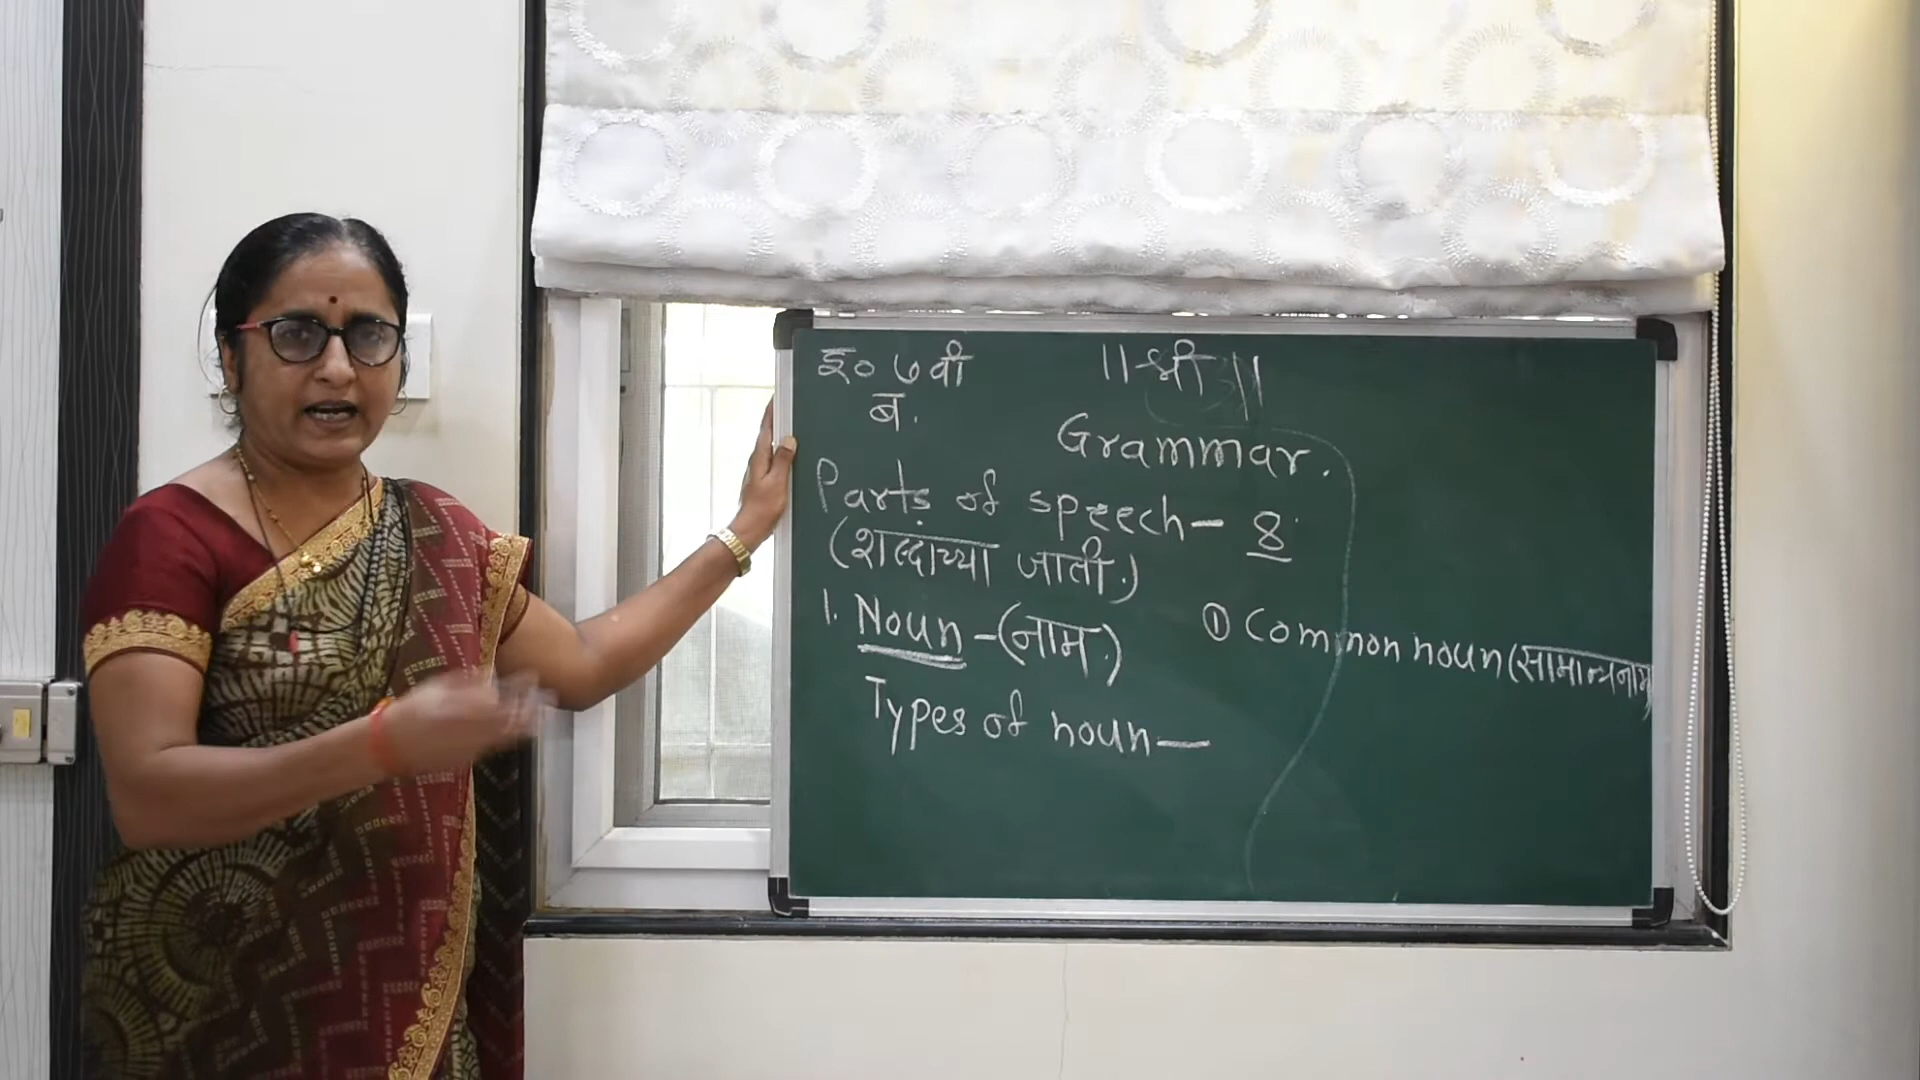 इ० ७वी
ब.
||श्री||
Grammar.
Parts of speech- 8
(शब्दांच्या जाती.)
1. Noun-(नाम.)
① Common noun(सामान्यनाम)
Types of noun—